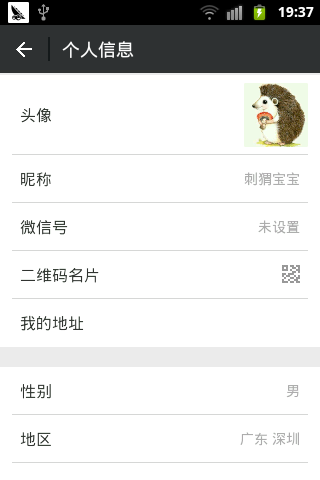 19:37
个人信息
头像
昵称 刺猬宝宝
微信号 未设置
二维码名片
我的地址
性别 男
地区 广东 深圳